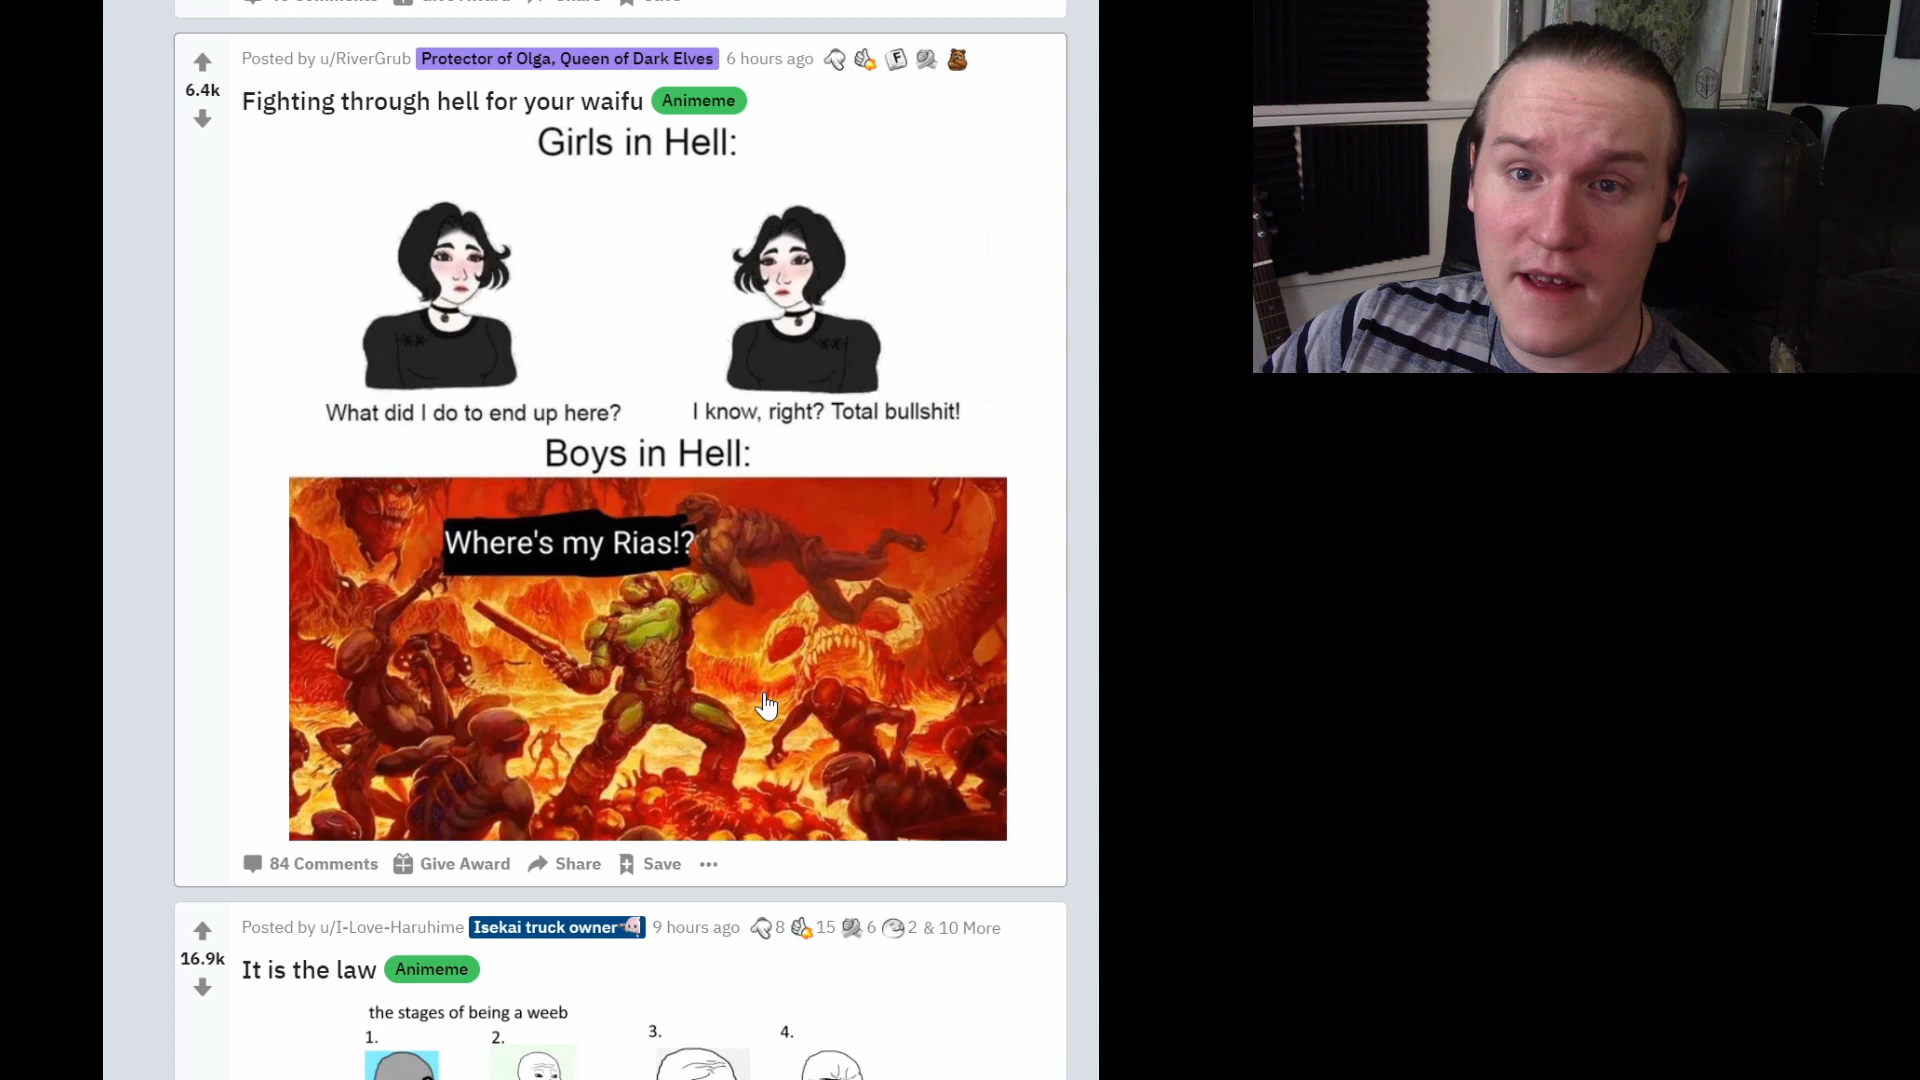 Give Award
Share
Save
Posted by u/RiverGrub Protector of Olga, Queen of Dark Elves 6 hours ago
6.4k
Fighting through hell for your waifu Animeme
Girls in Hell:
What did I do to end up here? I know, right? Total bullshit!
Boys in Hell:
Where's my Rias!?
84 Comments Give Award Share Save
Posted by u/I-Love-Haruhime Isekai truck owner 9 hours ago 8 15 6 2 & 10 More
16.9k
It is the law Animeme
the stages of being a weeb
1. 2. 3. 4.